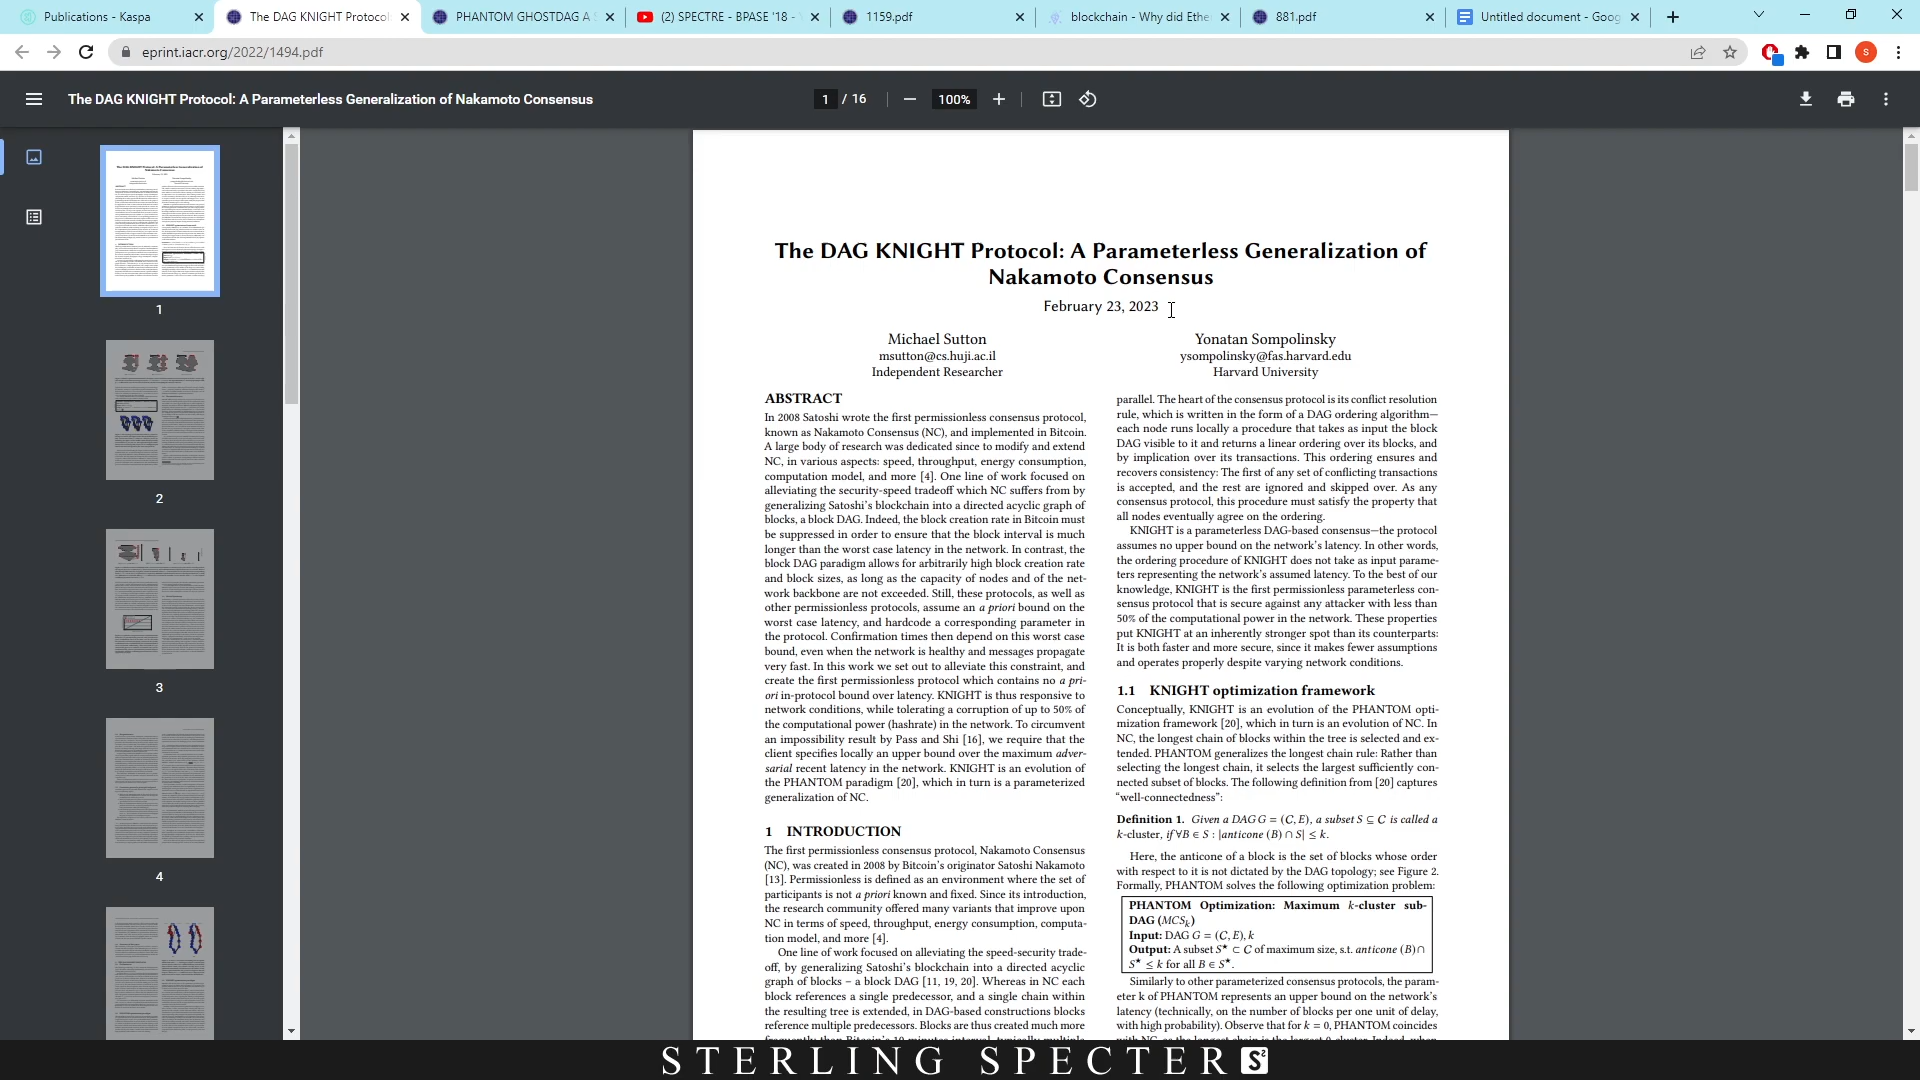 Publications - Kaspa
The DAG KNIGHT Protocol
PHANTOM GHOSTDAG A S
(2) SPECTRE - BPASE '18 -
1159.pdf
blockchain - Why did Ethe
881.pdf
Untitled document - Goog
eprint.iacr.org/2022/1494.pdf
S
The DAG KNIGHT Protocol: A Parameterless Generalization of Nakamoto Consensus
1 / 16
100%
1
2
3
4
The DAG KNIGHT Protocol: A Parameterless Generalization of
Nakamoto Consensus
February 23, 2023
Michael Sutton
msutton@cs.huji.ac.il
Independent Researcher
Yonatan Sompolinsky
ysompolinsky@fas.harvard.edu
Harvard University
ABSTRACT
In 2008 Satoshi wrote the first permissionless consensus protocol,
known as Nakamoto Consensus (NC), and implemented in Bitcoin.
A large body of research was dedicated since to modify and extend
NC, in various aspects: speed, throughput, energy consumption,
computation model, and more [4]. One line of work focused on
alleviating the security-speed tradeoff which NC suffers from by
generalizing Satoshi's blockchain into a directed acyclic graph of
blocks, a block DAG. Indeed, the block creation rate in Bitcoin must
be suppressed in order to ensure that the block interval is much
longer than the worst case latency in the network. In contrast, the
block DAG paradigm allows for arbitrarily high block creation rate
and block sizes, as long as the capacity of nodes and of the net-
work backbone are not exceeded. Still, these protocols, as well as
other permissionless protocols, assume an a priori bound on the
worst case latency, and hardcode a corresponding parameter in
the protocol. Confirmation times then depend on this worst case
bound, even when the network is healthy and messages propagate
very fast. In this work we set out to alleviate this constraint, and
create the first permissionless protocol which contains no a pri-
ori in-protocol bound over latency. KNIGHT is thus responsive to
network conditions, while tolerating a corruption of up to 50% of
the computational power (hashrate) in the network. To circumvent
an impossibility result by Pass and Shi [16], we require that the
client specifies locally an upper bound over the maximum adver-
sarial recent latency in the network. KNIGHT is an evolution of
the PHANTOM paradigm [20], which in turn is a parameterized
generalization of NC.
1 INTRODUCTION
The first permissionless consensus protocol, Nakamoto Consensus
(NC), was created in 2008 by Bitcoin's originator Satoshi Nakamoto
[13]. Permissionless is defined as an environment where the set of
participants is not a priori known and fixed. Since its introduction,
the research community offered many variants that improve upon
NC in terms of speed, throughput, energy consumption, computa-
tion model, and more [4].
One line of work focused on alleviating the speed-security trade-
off, by generalizing Satoshi's blockchain into a directed acyclic
graph of blocks – a block DAG [11, 19, 20]. Whereas in NC each
block references a single predecessor, and a single chain within
the resulting tree is extended, in DAG-based constructions blocks
reference multiple predecessors. Blocks are thus created much more
frequently than Bitcoin's 10 minutes interval, typically multiple
parallel. The heart of the consensus protocol is its conflict resolution
rule, which is written in the form of a DAG ordering algorithm—
each node runs locally a procedure that takes as input the block
DAG visible to it and returns a linear ordering over its blocks, and
by implication over its transactions. This ordering ensures and
recovers consistency: The first of any set of conflicting transactions
is accepted, and the rest are ignored and skipped over. As any
consensus protocol, this procedure must satisfy the property that
all nodes eventually agree on the ordering.
KNIGHT is a parameterless DAG-based consensus—the protocol
assumes no upper bound on the network's latency. In other words,
the ordering procedure of KNIGHT does not take as input parame-
ters representing the network's assumed latency. To the best of our
knowledge, KNIGHT is the first permissionless parameterless con-
sensus protocol that is secure against any attacker with less than
50% of the computational power in the network. These properties
put KNIGHT at an inherently stronger spot than its counterparts:
It is both faster and more secure, since it makes fewer assumptions
and operates properly despite varying network conditions.
1.1 KNIGHT optimization framework
Conceptually, KNIGHT is an evolution of the PHANTOM opti-
mization framework [20], which in turn is an evolution of NC. In
NC, the longest chain of blocks within the tree is selected and ex-
tended. PHANTOM generalizes the longest chain rule: Rather than
selecting the longest chain, it selects the largest sufficiently con-
nected subset of blocks. The following definition from [20] captures
“well-connectedness”:
Definition 1. Given a DAG G = (C, E), a subset S ⊆ C is called a
k-cluster, if ∀B ∈ S : |anticone (B) ∩ S| ≤ k.
Here, the anticone of a block is the set of blocks whose order
with respect to it is not dictated by the DAG topology; see Figure 2.
Formally, PHANTOM solves the following optimization problem:
PHANTOM Optimization: Maximum k-cluster sub-
DAG (MCSk)
Input: DAG G = (C, E), k
Output: A subset S★ ⊂ C of maximum size, s.t. anticone (B)∩
S★ ≤ k for all B ∈ S★.
Similarly to other parameterized consensus protocols, the param-
eter k of PHANTOM represents an upper bound on the network's
latency (technically, on the number of blocks per one unit of delay,
with high probability). Observe that for k = 0, PHANTOM coincides
STERLING SPECTER S²